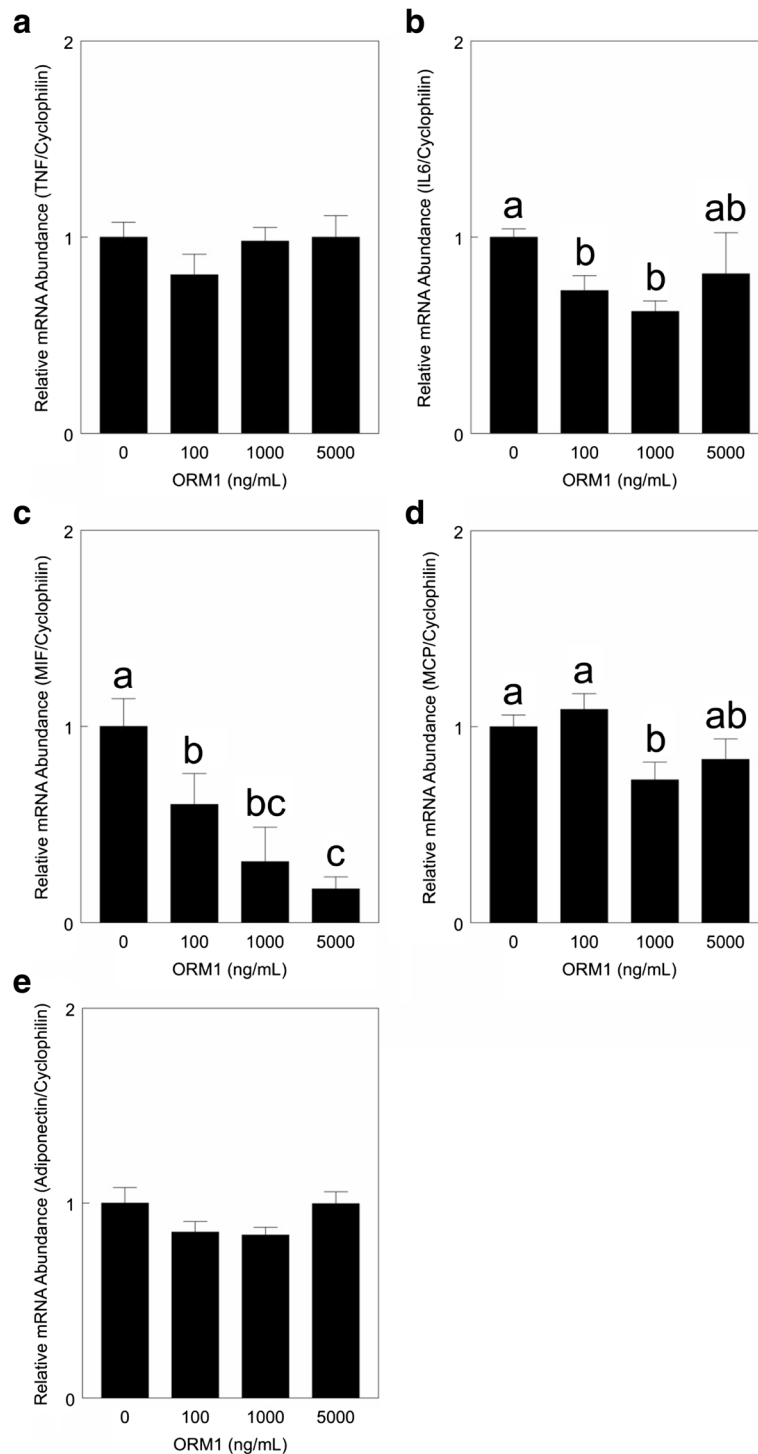 a
Relative mRNA Abundance (TNF/Cyclophilin)
2
1
0
0 100 1000 5000
ORM1 (ng/mL)
b
Relative mRNA Abundance (IL6/Cyclophilin)
2
1
0
a
b
b
ab
0 100 1000 5000
ORM1 (ng/mL)
c
Relative mRNA Abundance (MIF/Cyclophilin)
2
1
0
a
b
bc
c
0 100 1000 5000
ORM1 (ng/mL)
d
Relative mRNA Abundance (MCP/Cyclophilin)
2
1
0
a
a
b
ab
0 100 1000 5000
ORM1 (ng/mL)
e
Relative mRNA Abundance (Adiponectin/Cyclophilin)
2
1
0
0 100 1000 5000
ORM1 (ng/mL)